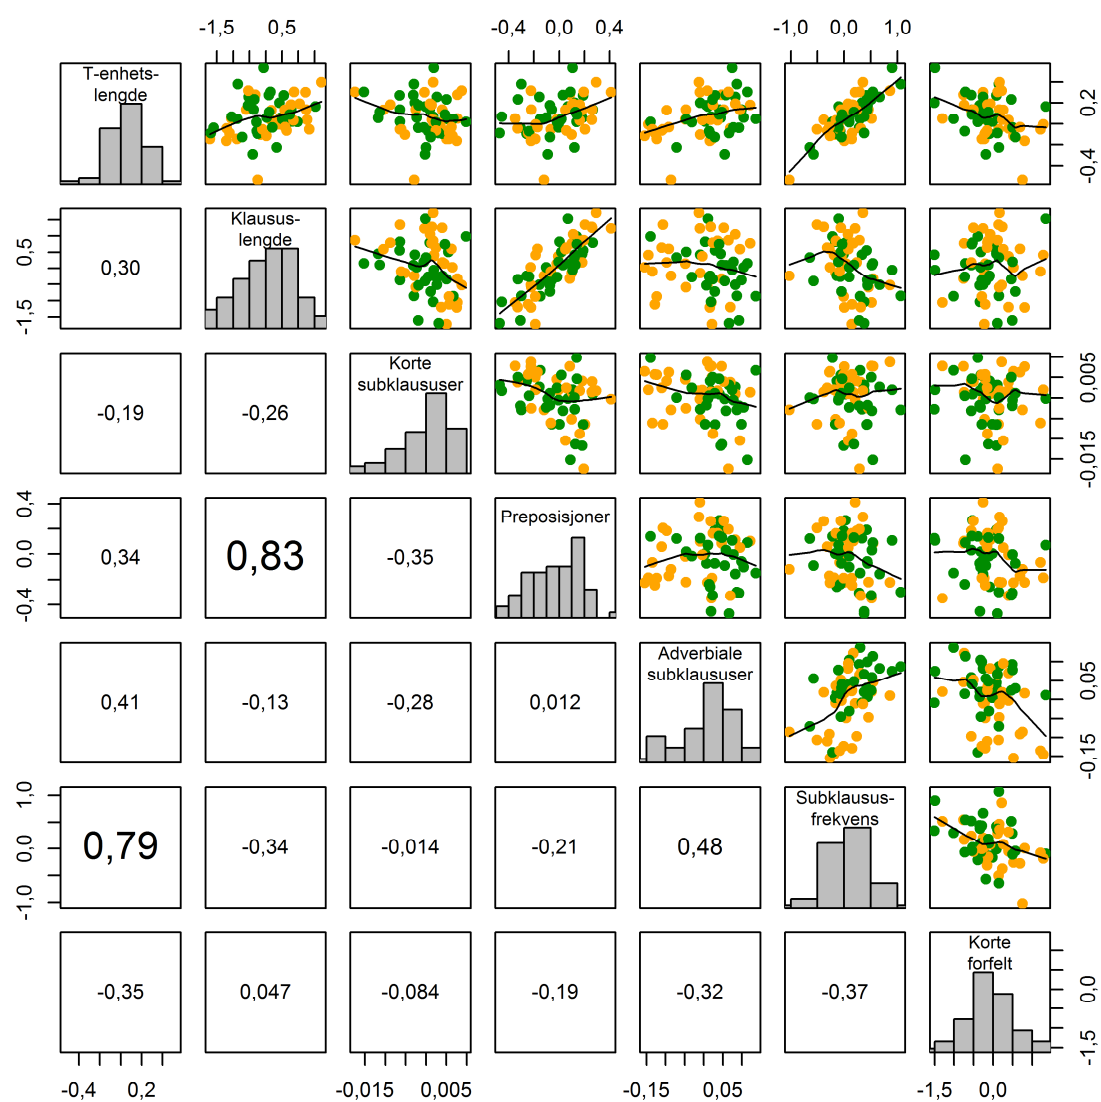 -1,5 0,5 -0,4 0,0 0,4 -1,0 0,0 1,0
T-enhets-
lengde
0,2
-0,4
Klausus-
lengde
0,5
-1,5
0,30
Korte
subklaususer
0,005
-0,015
-0,19 -0,26
Preposisjoner
0,4
0,0
-0,4
0,34 0,83 -0,35
Adverbiale
subklaususer
0,05
-0,15
0,41 -0,13 -0,28 0,012
Subklausus-
frekvens
1,0
0,0
-1,0
0,79 -0,34 -0,014 -0,21 0,48
Korte
forfelt
0,0
-1,5
-0,35 0,047 -0,084 -0,19 -0,32 -0,37
-0,4 0,2 -0,015 0,005 -0,15 0,05 -1,5 0,0